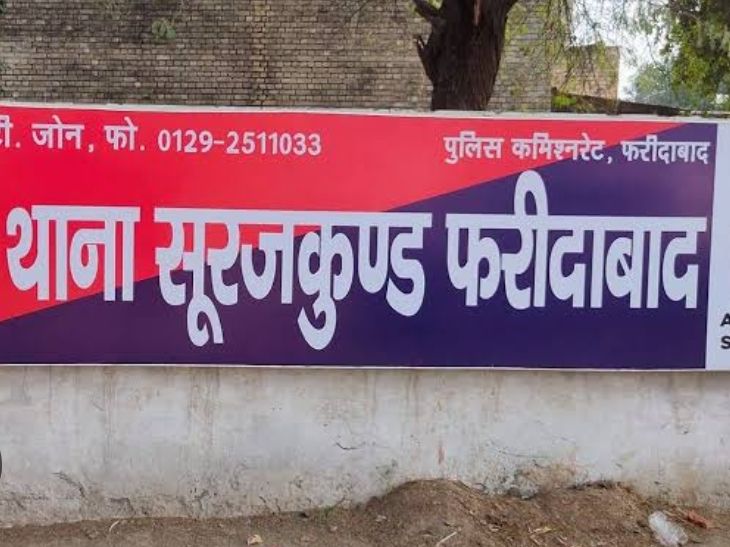 टी. जोन, फो. 0129-2511033
पुलिस कमिश्नरेट, फरीदाबाद
थाना सूरजकुण्ड फरीदाबाद